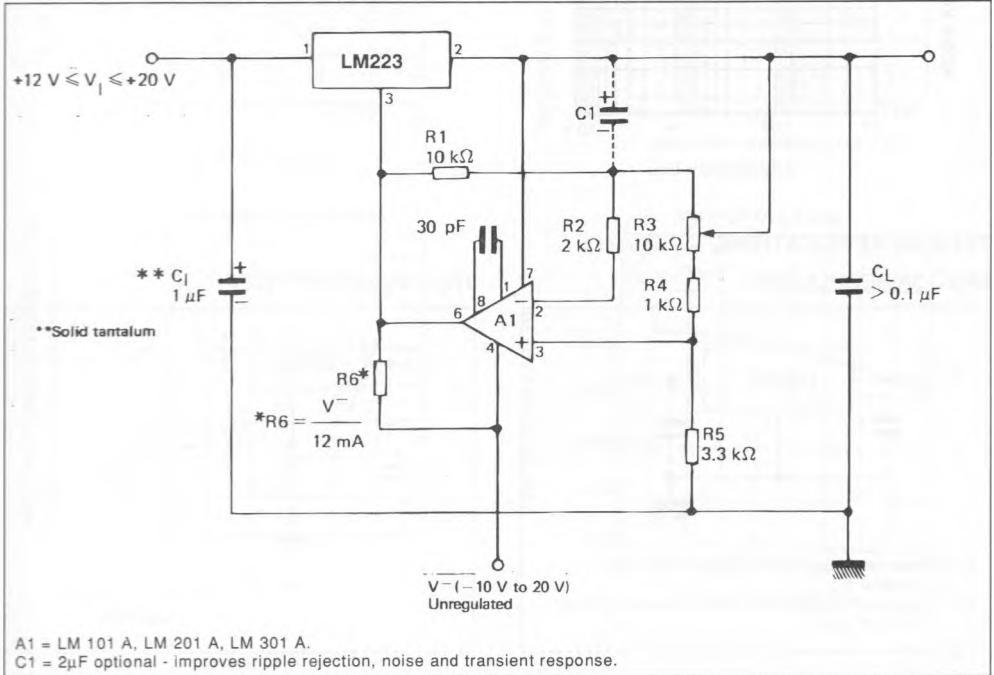 +12 V ≤ V_I ≤ +20 V
1
LM223
2
3
C1
+
−
R1
10 kΩ
30 pF
R2
2 kΩ
R3
10 kΩ
R4
1 kΩ
7
1
8
6
A1
−
2
+
3
4
** C_I
1 μF
+
−
**Solid tantalum
R6*
*R6 = V⁻ / 12 mA
R5
3.3 kΩ
C_L
> 0.1 μF
V⁻ (−10 V to 20 V)
Unregulated
A1 = LM 101 A, LM 201 A, LM 301 A.
C1 = 2μF optional - improves ripple rejection, noise and transient response.